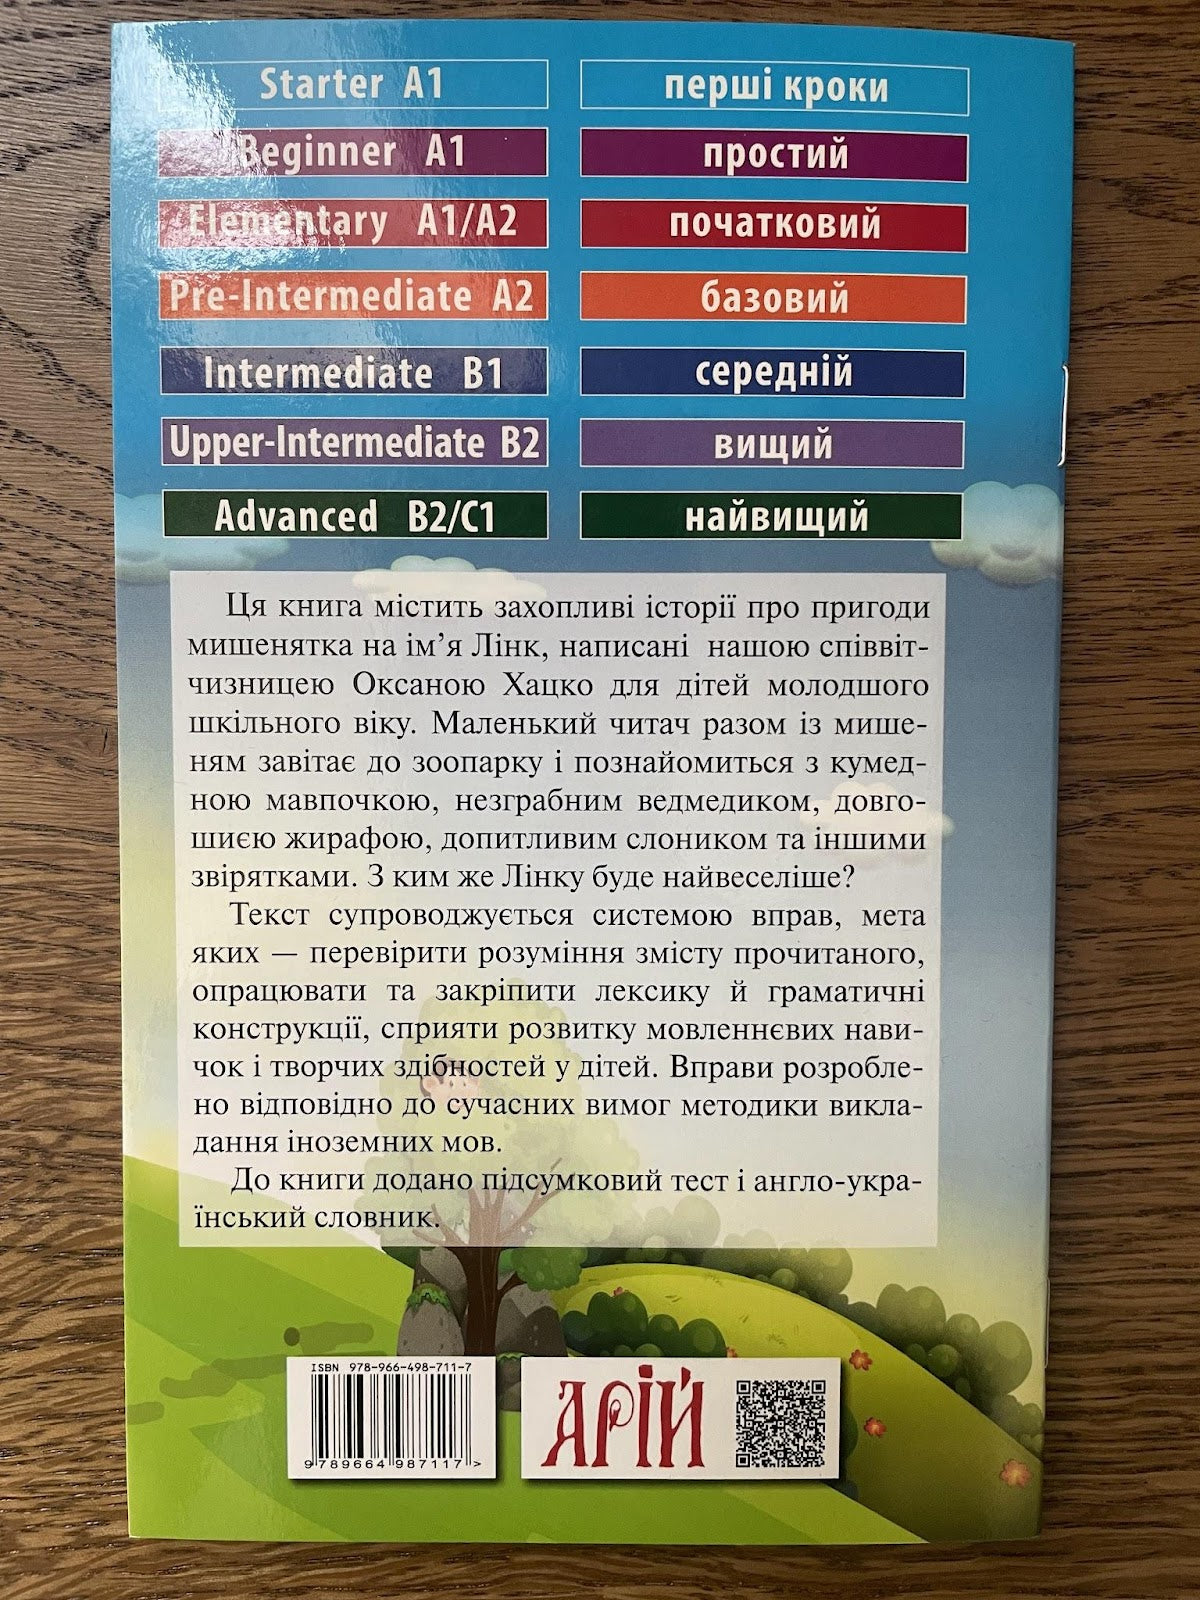 Starter A1 перші кроки
Beginner A1 простий
Elementary A1/A2 початковий
Pre-Intermediate A2 базовий
Intermediate B1 середній
Upper-Intermediate B2 вищий
Advanced B2/C1 найвищий
Ця книга містить захопливі історії про пригоди
мишенятка на ім’я Лінк, написані нашою співвіт-
чизницею Оксаною Хацко для дітей молодшого
шкільного віку. Маленький читач разом із мише-
ням завітає до зоопарку і познайомиться з кумед-
ною мавпочкою, незграбним ведмедиком, довго-
шиєю жирафою, допитливим слоником та іншими
звірятками. З ким же Лінку буде найвеселіше?
Текст супроводжується системою вправ, мета
яких — перевірити розуміння змісту прочитаного,
опрацювати та закріпити лексику й граматичні
конструкції, сприяти розвитку мовленнєвих нави-
чок і творчих здібностей у дітей. Вправи розробле-
но відповідно до сучасних вимог методики викла-
дання іноземних мов.
До книги додано підсумковий тест і англо-укра-
їнський словник.
ISBN 978-966-498-711-7
9789664987117>
АРІЙ